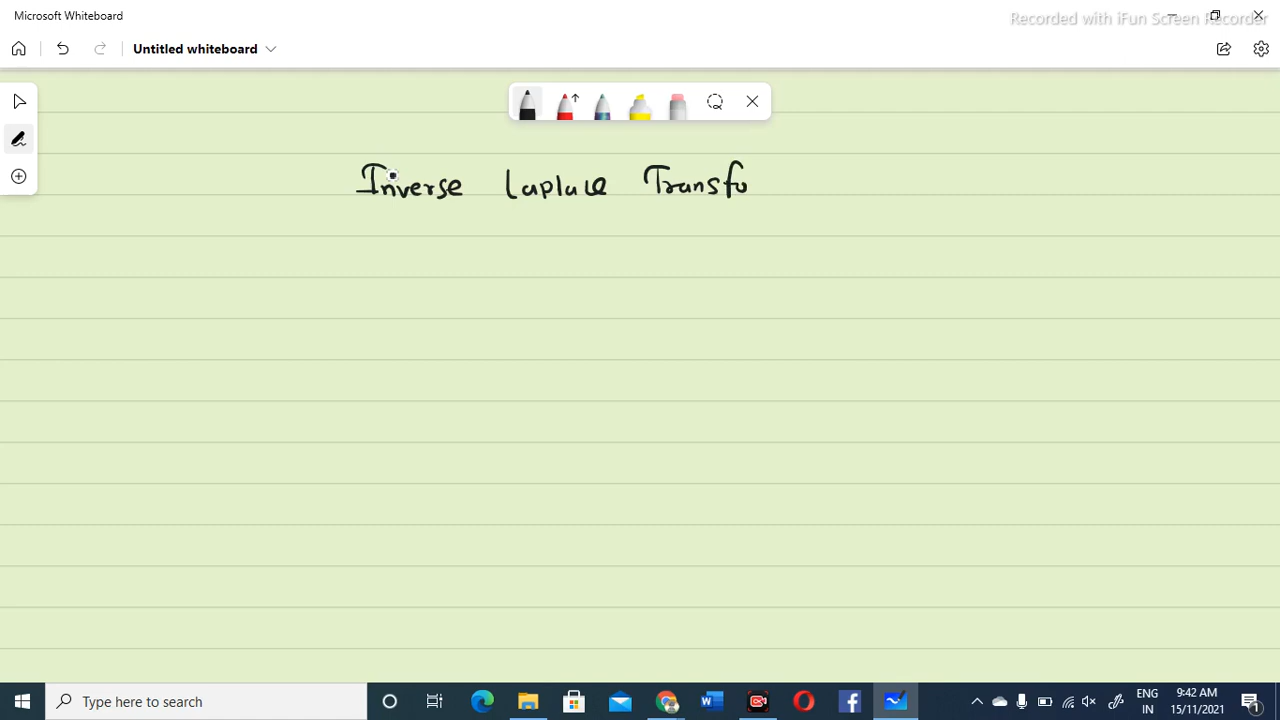 Microsoft Whiteboard
Recorded with iFun Screen Recorder
Untitled whiteboard
Inverse Laplace Transfo
Type here to search
ENG
IN
9:42 AM
15/11/2021
1